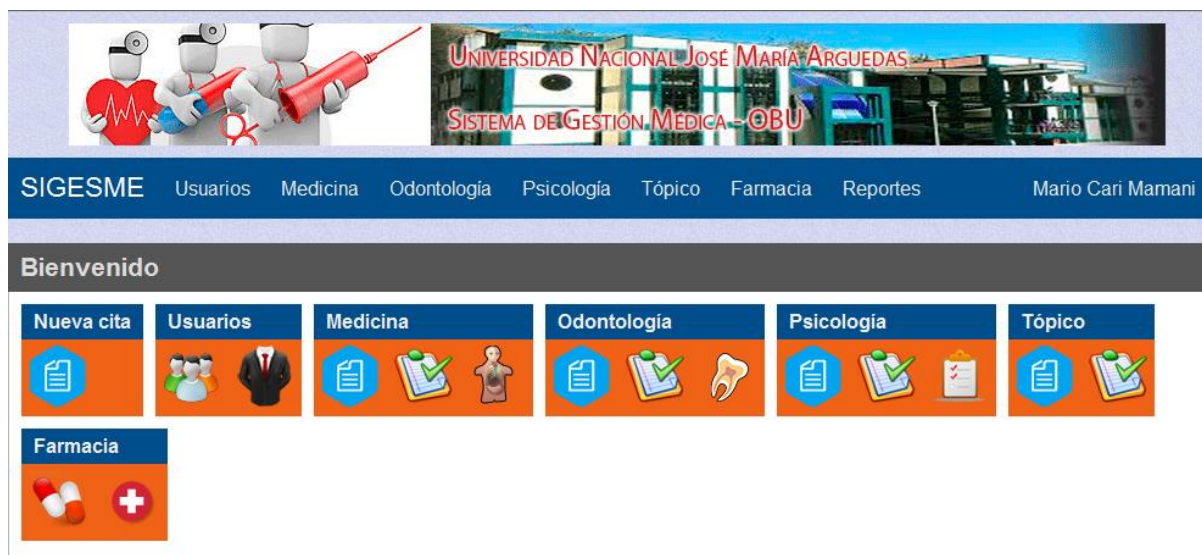 UNIVERSIDAD NACIONAL JOSÉ MARÍA ARGUEDAS
SISTEMA DE GESTIÓN MÉDICA - OBU
SIGESME Usuarios Medicina Odontología Psicología Tópico Farmacia Reportes Mario Cari Mamani
Bienvenido
Nueva cita Usuarios Medicina Odontología Psicología Tópico
Farmacia